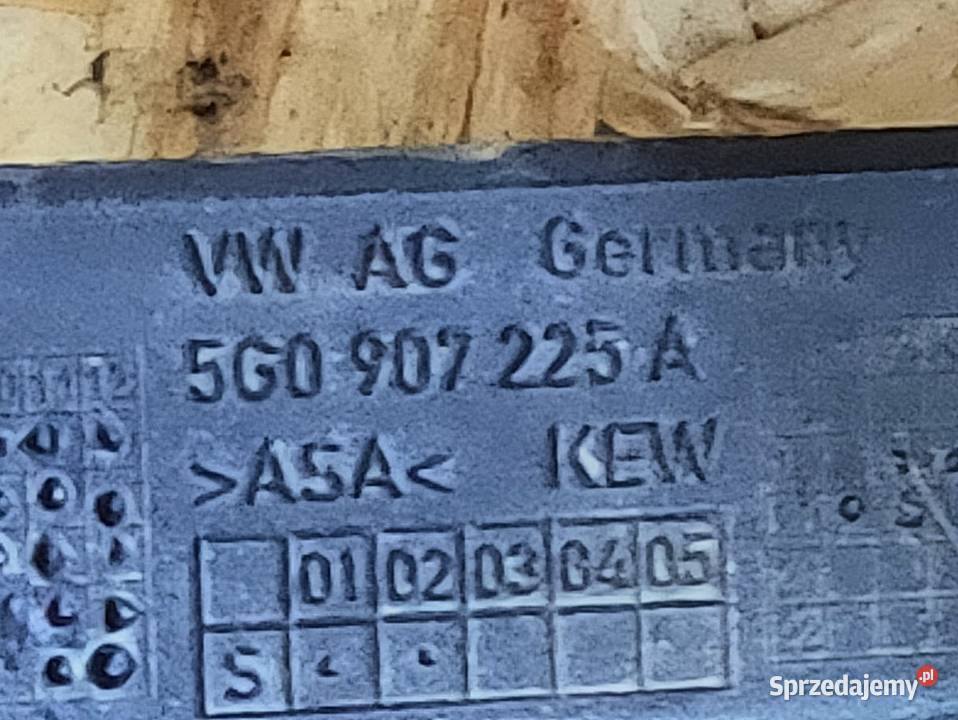 VW AG Germany
5G0 907 225 A
>ASA< KEW
01 02 03 04 05
S
Sprzedajemy.pl